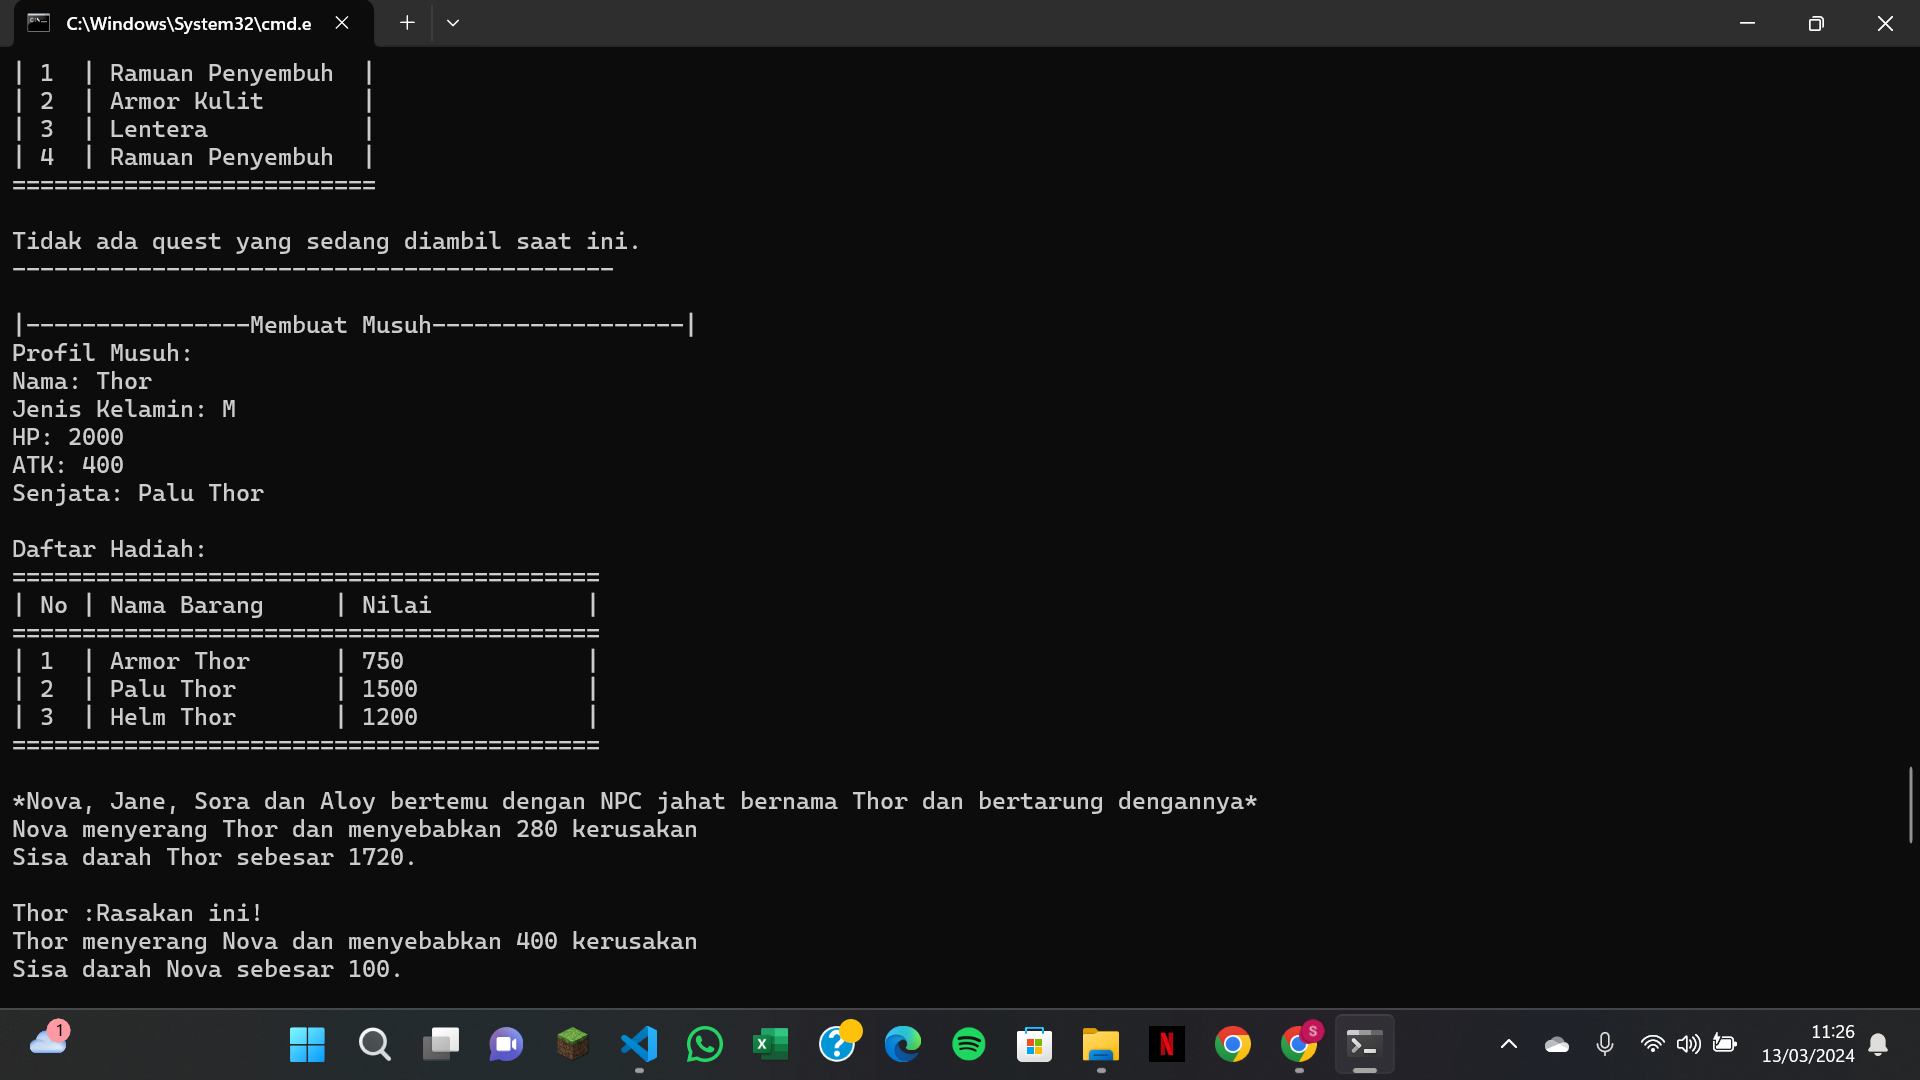 C:\Windows\System32\cmd.e
| 1  | Ramuan Penyembuh  |
| 2  | Armor Kulit       |
| 3  | Lentera           |
| 4  | Ramuan Penyembuh  |
==========================
Tidak ada quest yang sedang diambil saat ini.
-------------------------------------------
|----------------Membuat Musuh------------------|
Profil Musuh:
Nama: Thor
Jenis Kelamin: M
HP: 2000
ATK: 400
Senjata: Palu Thor
Daftar Hadiah:
==========================================
| No | Nama Barang     | Nilai           |
==========================================
| 1  | Armor Thor      | 750             |
| 2  | Palu Thor       | 1500            |
| 3  | Helm Thor       | 1200            |
==========================================
*Nova, Jane, Sora dan Aloy bertemu dengan NPC jahat bernama Thor dan bertarung dengannya*
Nova menyerang Thor dan menyebabkan 280 kerusakan
Sisa darah Thor sebesar 1720.
Thor :Rasakan ini!
Thor menyerang Nova dan menyebabkan 400 kerusakan
Sisa darah Nova sebesar 100.
1
X
?
N
S
11:26
13/03/2024